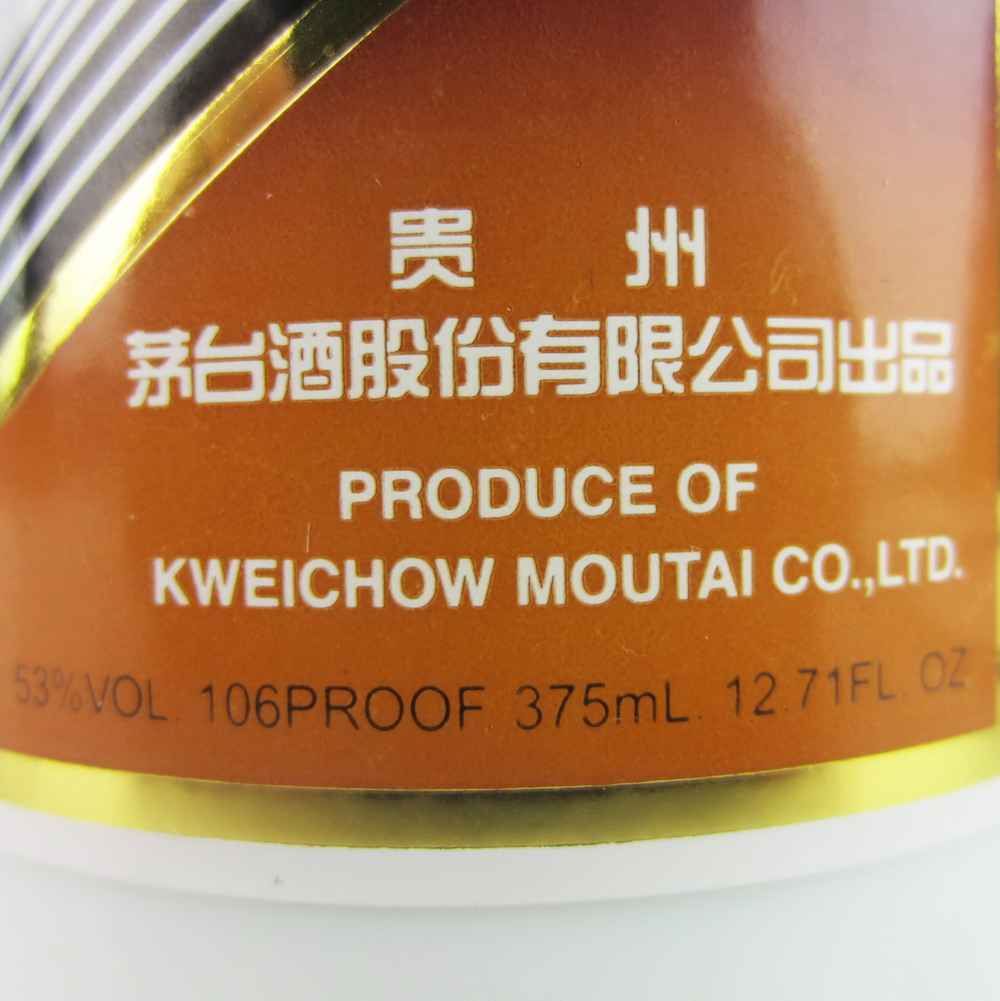 贵 州
茅台酒股份有限公司出品
PRODUCE OF
KWEICHOW MOUTAI CO.,LTD.
53%VOL. 106PROOF 375mL. 12.71FL. OZ